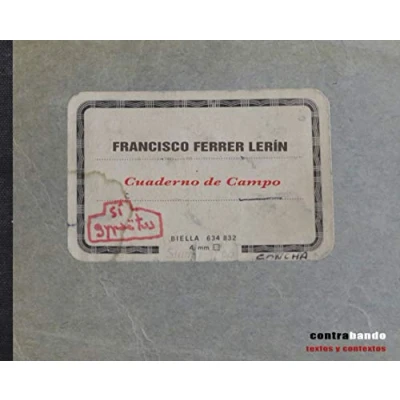 FRANCISCO FERRER LERÍN
Cuaderno de Campo
BIELLA 634 832
4 mm
CONCHA
contrabando
textos y contextos